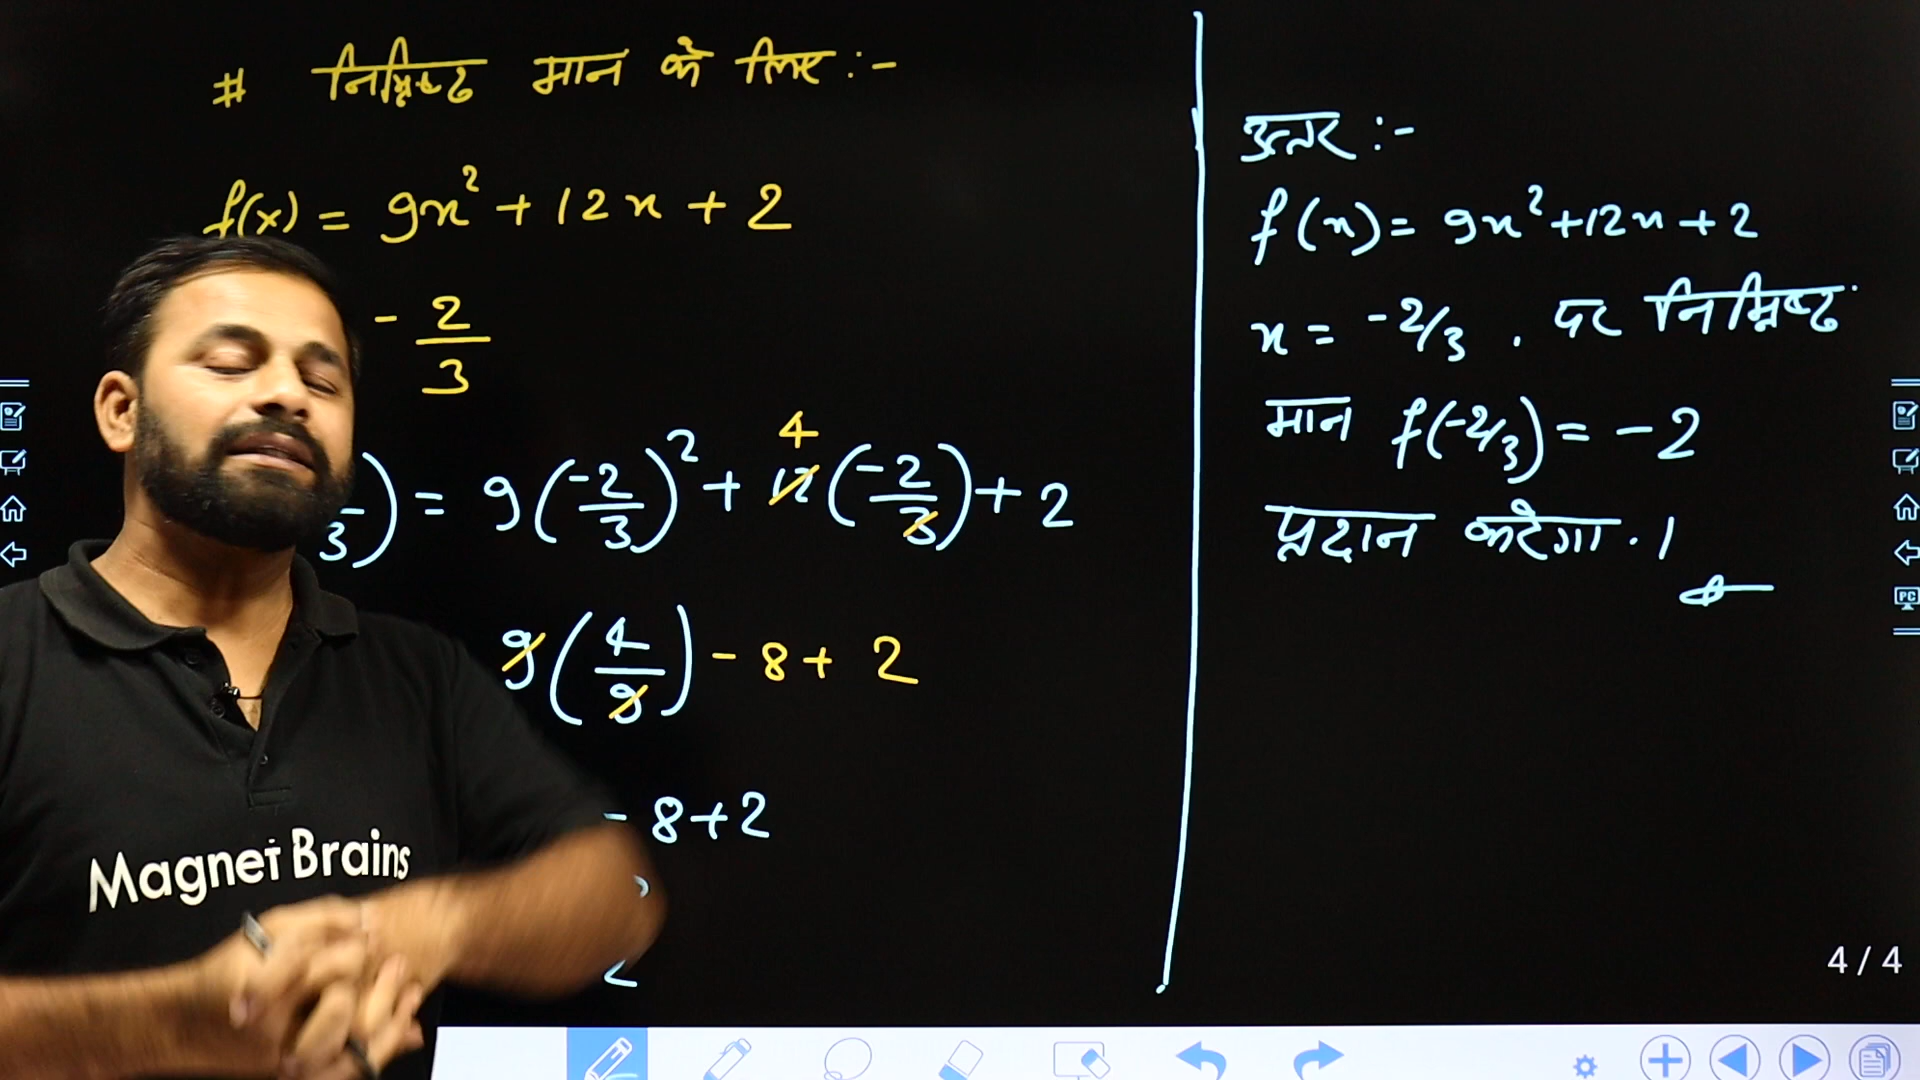 # निम्निष्ट मान के लिए :-
f(x) = 9x² + 12x + 2
- 2/3
3) = 9(-2/3)² + 12 4 (-2/3) + 2
9(4/9) - 8 + 2
- 8 + 2
उत्तर :-
f(x) = 9x² + 12x + 2
x = -2/3 . पर निम्निष्ट
मान f(-2/3) = -2
प्रदान करेगा . ।
Magnet Brains
4 / 4
PC